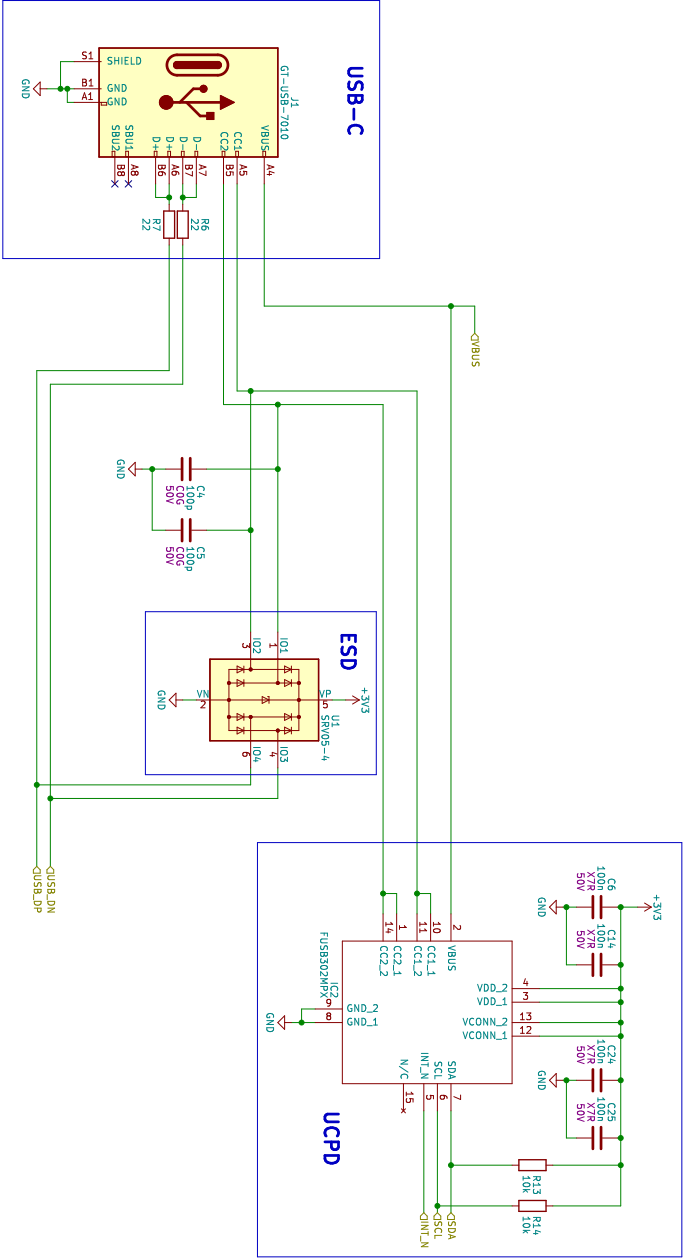 USB-C
J1
GT-USB-7010
S1
SHIELD
B1
GND
A1
GND
GND
VBUS
A4
CC1
A5
CC2
B5
D-
A7
D-
B7
D+
A6
D+
B6
SBU1
A8
SBU2
B8
R6
22
R7
22
VBUS
C4
100p
C0G
50V
C5
100p
C0G
50V
GND
ESD
IO1
1
IO2
3
VP
5
+3V3
VN
2
GND
U1
SRV05-4
IO3
4
IO4
6
USB_DN
USB_DP
UCPD
+3V3
C6
100n
X7R
50V
GND
C14
100n
X7R
50V
2
VBUS
10
CC1_1
11
CC1_2
1
CC2_1
14
CC2_2
IC2
FUSB302MPX
VDD_2
4
VDD_1
3
VCONN_2
13
VCONN_1
12
9
GND_2
8
GND_1
GND
C24
100n
X7R
50V
GND
C25
100n
X7R
50V
SDA
7
SCL
6
INT_N
5
N/C
15
R13
10k
R14
10k
SDA
SCL
INT_N